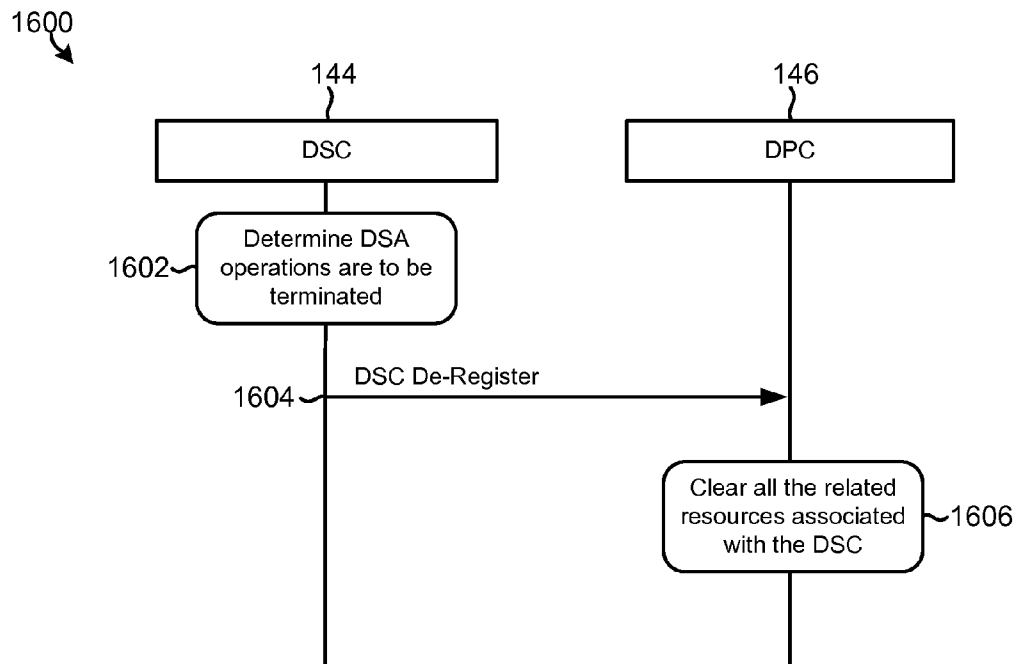 1600
144
146
DSC
DPC
Determine DSA
operations are to be
terminated
1602
DSC De-Register
1604
Clear all the related
resources associated
with the DSC
1606